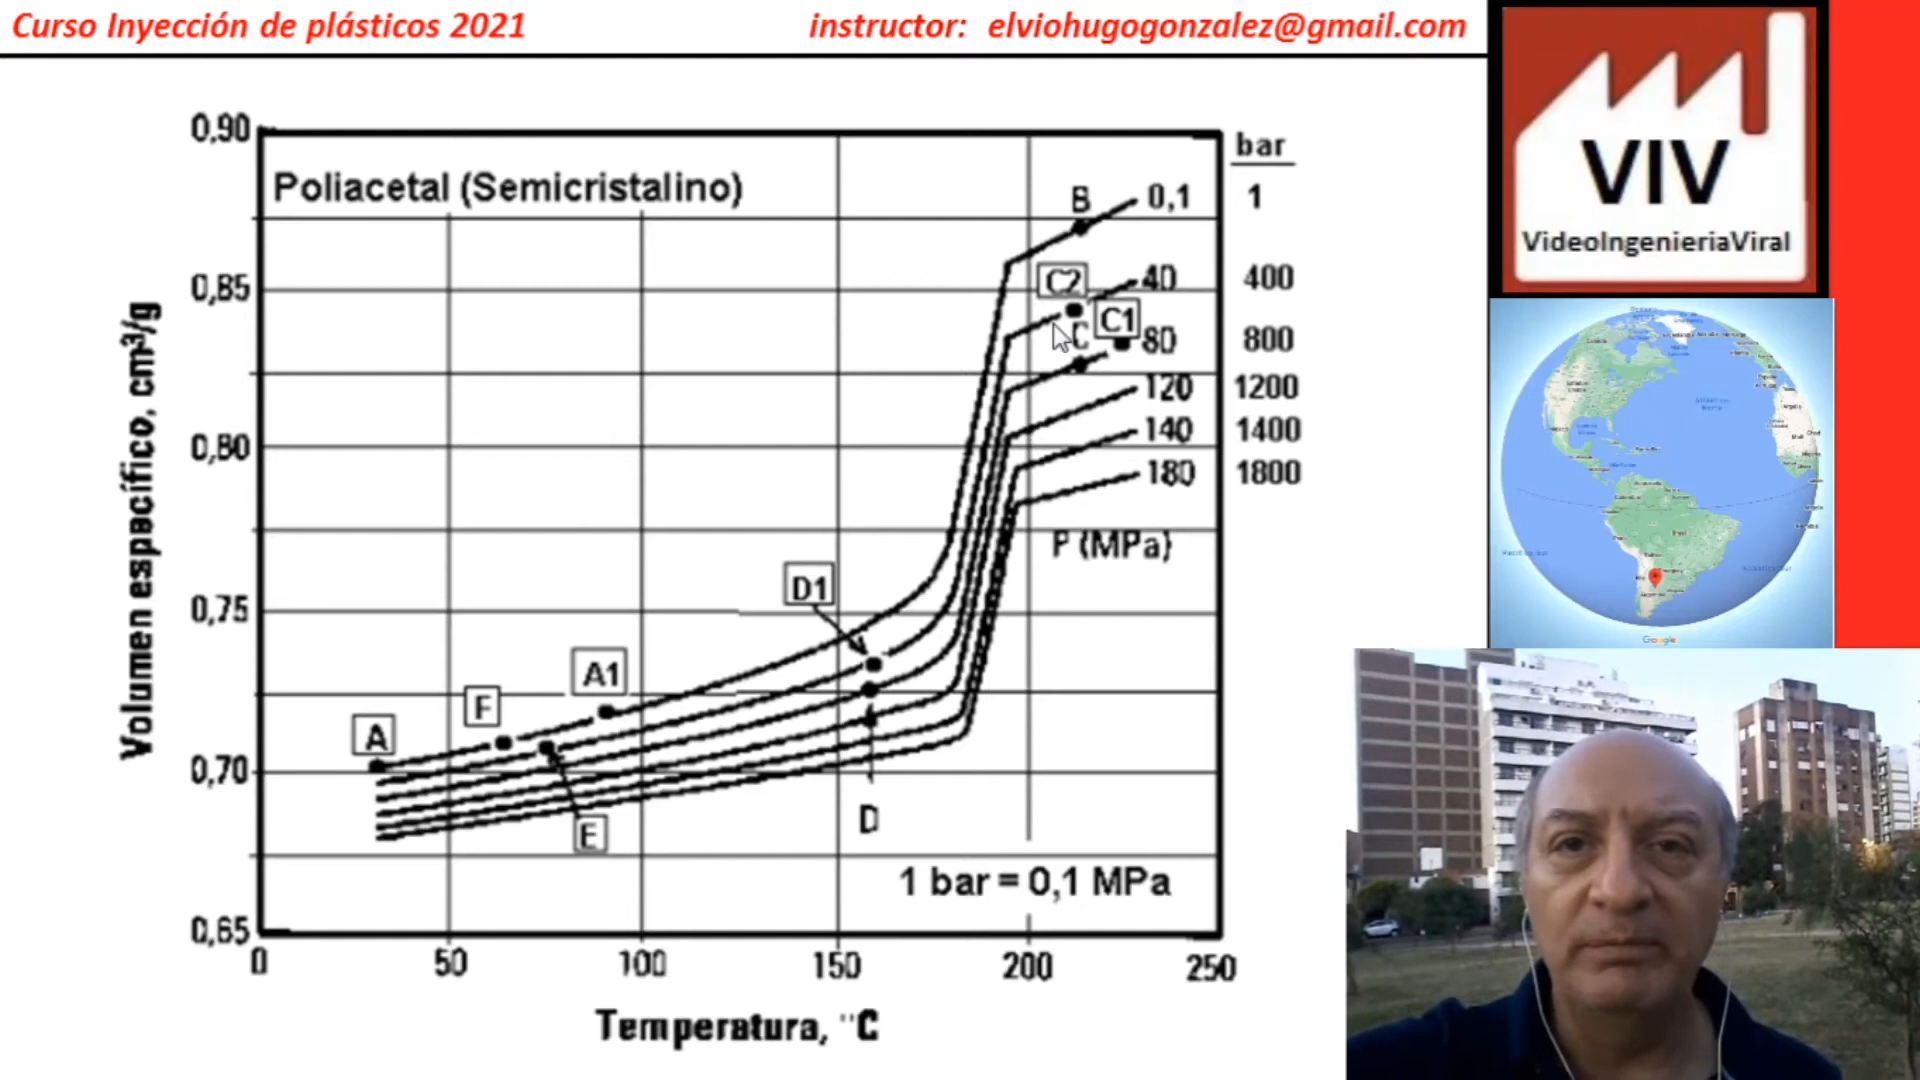 Curso Inyección de plásticos 2021
instructor: elviohugogonzalez@gmail.com
VIV
VideoIngenieriaViral
Poliacetal (Semicristalino)
bar
0,90
0,85
0,80
0,75
0,70
0,65
Volumen específico, cm³/g
B
0,1 1
C2
40 400
C
C1
80 800
120 1200
140 1400
180 1800
P (MPa)
D1
A1
F
A
E
D
1 bar = 0,1 MPa
0 50 100 150 200 250
Temperatura, °C
Google